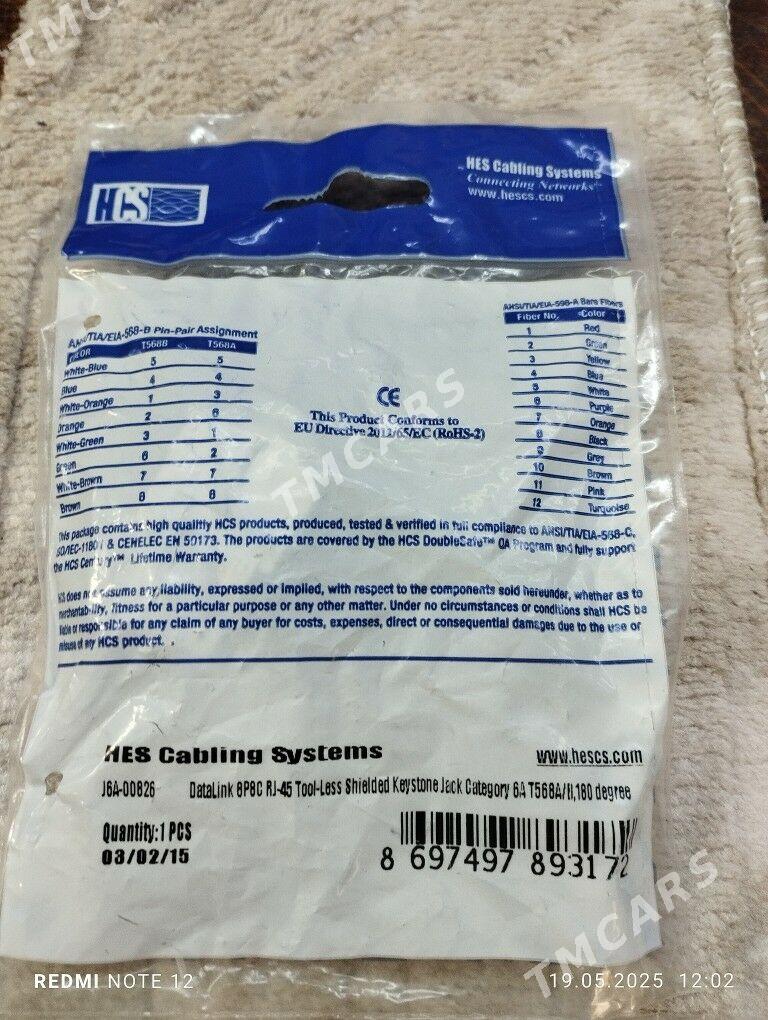 TMCARS
HCS
HES Cabling Systems
Connecting Networks
www.hescs.com
ANSI/TIA/EIA-568-B Pin-Pair Assignment
COLOR T568B T568A
White-Blue 5 5
Blue 4 4
White-Orange 1 3
Orange 2 6
White-Green 3 1
Green 6 2
White-Brown 7 7
Brown 8 8
CE
This Product Conforms to
EU Directive 2012/65/EC (RoHS-2)
ANSI/TIA/EIA-598-A Bare Fibers
Fiber No. Color
1 Red
2 Green
3 Yellow
4 Blue
5 White
6 Purple
7 Orange
8 Black
9 Grey
10 Brown
11 Pink
12 Turquoise
This package contains high qualitiy HCS products, produced, tested & verified in full compliance to ANSI/TIA/EIA-568-C,
ISO/IEC-11801 & CENELEC EN 50173. The products are covered by the HCS DoubleSafe™ QA Program and fully support
the HCS Century™ Lifetime Warranty.
HCS does not assume any liability, expressed or implied, with respect to the components sold hereunder, whether as to
merchantability, fitness for a particular purpose or any other matter. Under no circumstances or conditions shall HCS be
liable or responsible for any claim of any buyer for costs, expenses, direct or consequential damages due to the use or
misuse of any HCS product.
TMCARS
HES Cabling Systems www.hescs.com
J6A-00826 DataLink 8P8C RJ-45 Tool-Less Shielded Keystone Jack Category 6A T568A/B,180 degree
Quantity:1 PCS
03/02/15
8 697497 893172
TMCARS
REDMI NOTE 12
19.05.2025 12:02